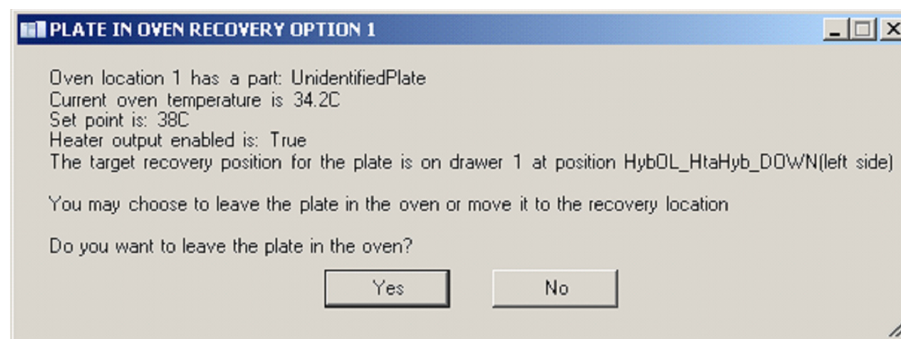 PLATE IN OVEN RECOVERY OPTION 1
Oven location 1 has a part: UnidentifiedPlate
Current oven temperature is 34.2C
Set point is: 38C
Heater output enabled is: True
The target recovery position for the plate is on drawer 1 at position HybOL_HtaHyb_DOWN(left side)
You may choose to leave the plate in the oven or move it to the recovery location
Do you want to leave the plate in the oven?
Yes No